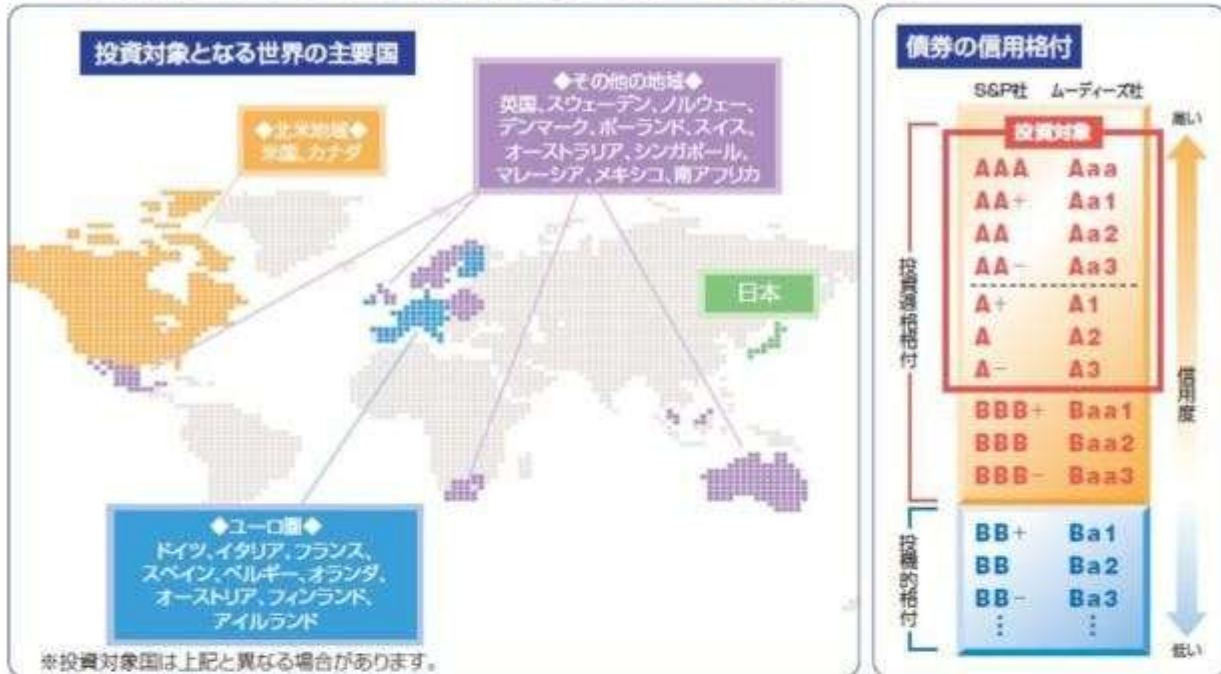 投資対象となる世界の主要国
◆北米地域◆
米国、カナダ
◆その他の地域◆
英国、スウェーデン、ノルウェー、
デンマーク、ポーランド、スイス、
オーストラリア、シンガポール、
マレーシア、メキシコ、南アフリカ
日本
◆ユーロ圏◆
ドイツ、イタリア、フランス、
スペイン、ベルギー、オランダ、
オーストリア、フィンランド、
アイルランド
※投資対象国は上記と異なる場合があります。
債券の信用格付
S&P社 ムーディーズ社
投資対象
AAA Aaa
AA+ Aa1
AA Aa2
AA- Aa3
A+ A1
A A2
A- A3
BBB+ Baa1
BBB Baa2
BBB- Baa3
BB+ Ba1
BB Ba2
BB- Ba3
⋮ ⋮
投資適格格付
投機的格付
高い
信用度
低い